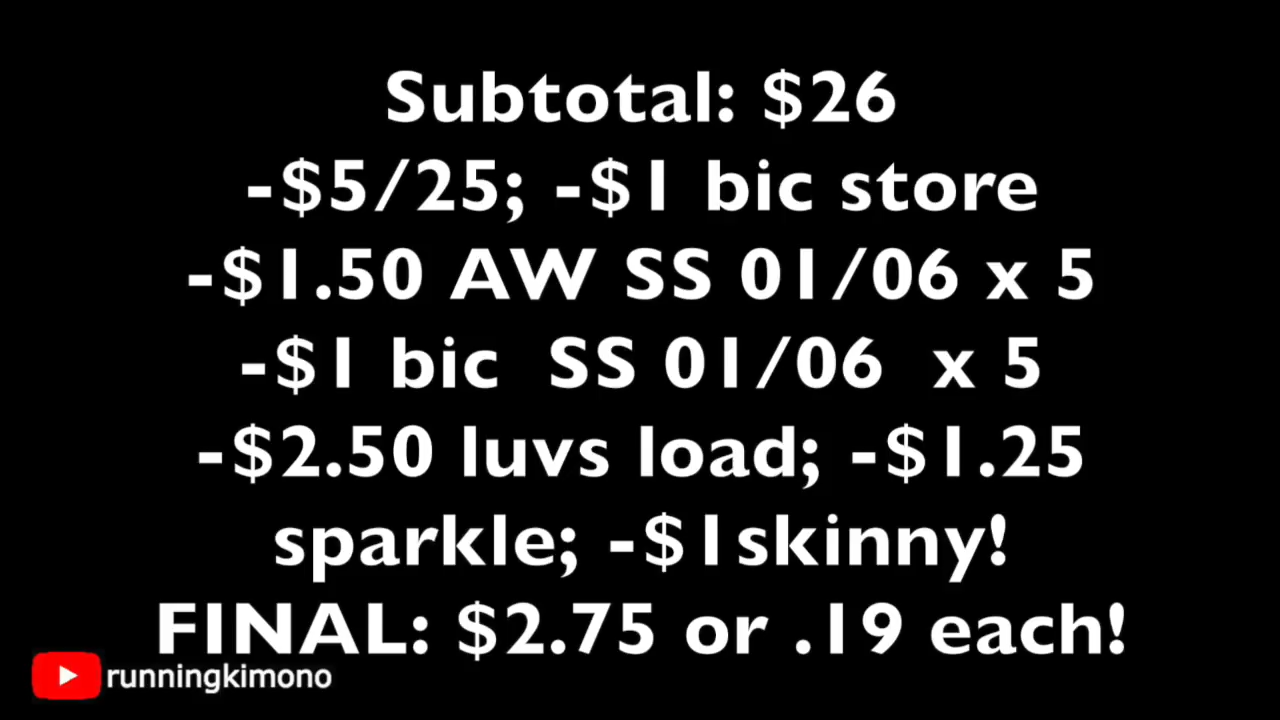 Subtotal: $26
-$5/25; -$1 bic store
-$1.50 AW SS 01/06 x 5
-$1 bic SS 01/06 x 5
-$2.50 luvs load; -$1.25
sparkle; -$1skinny!
FINAL: $2.75 or .19 each!
runningkimono